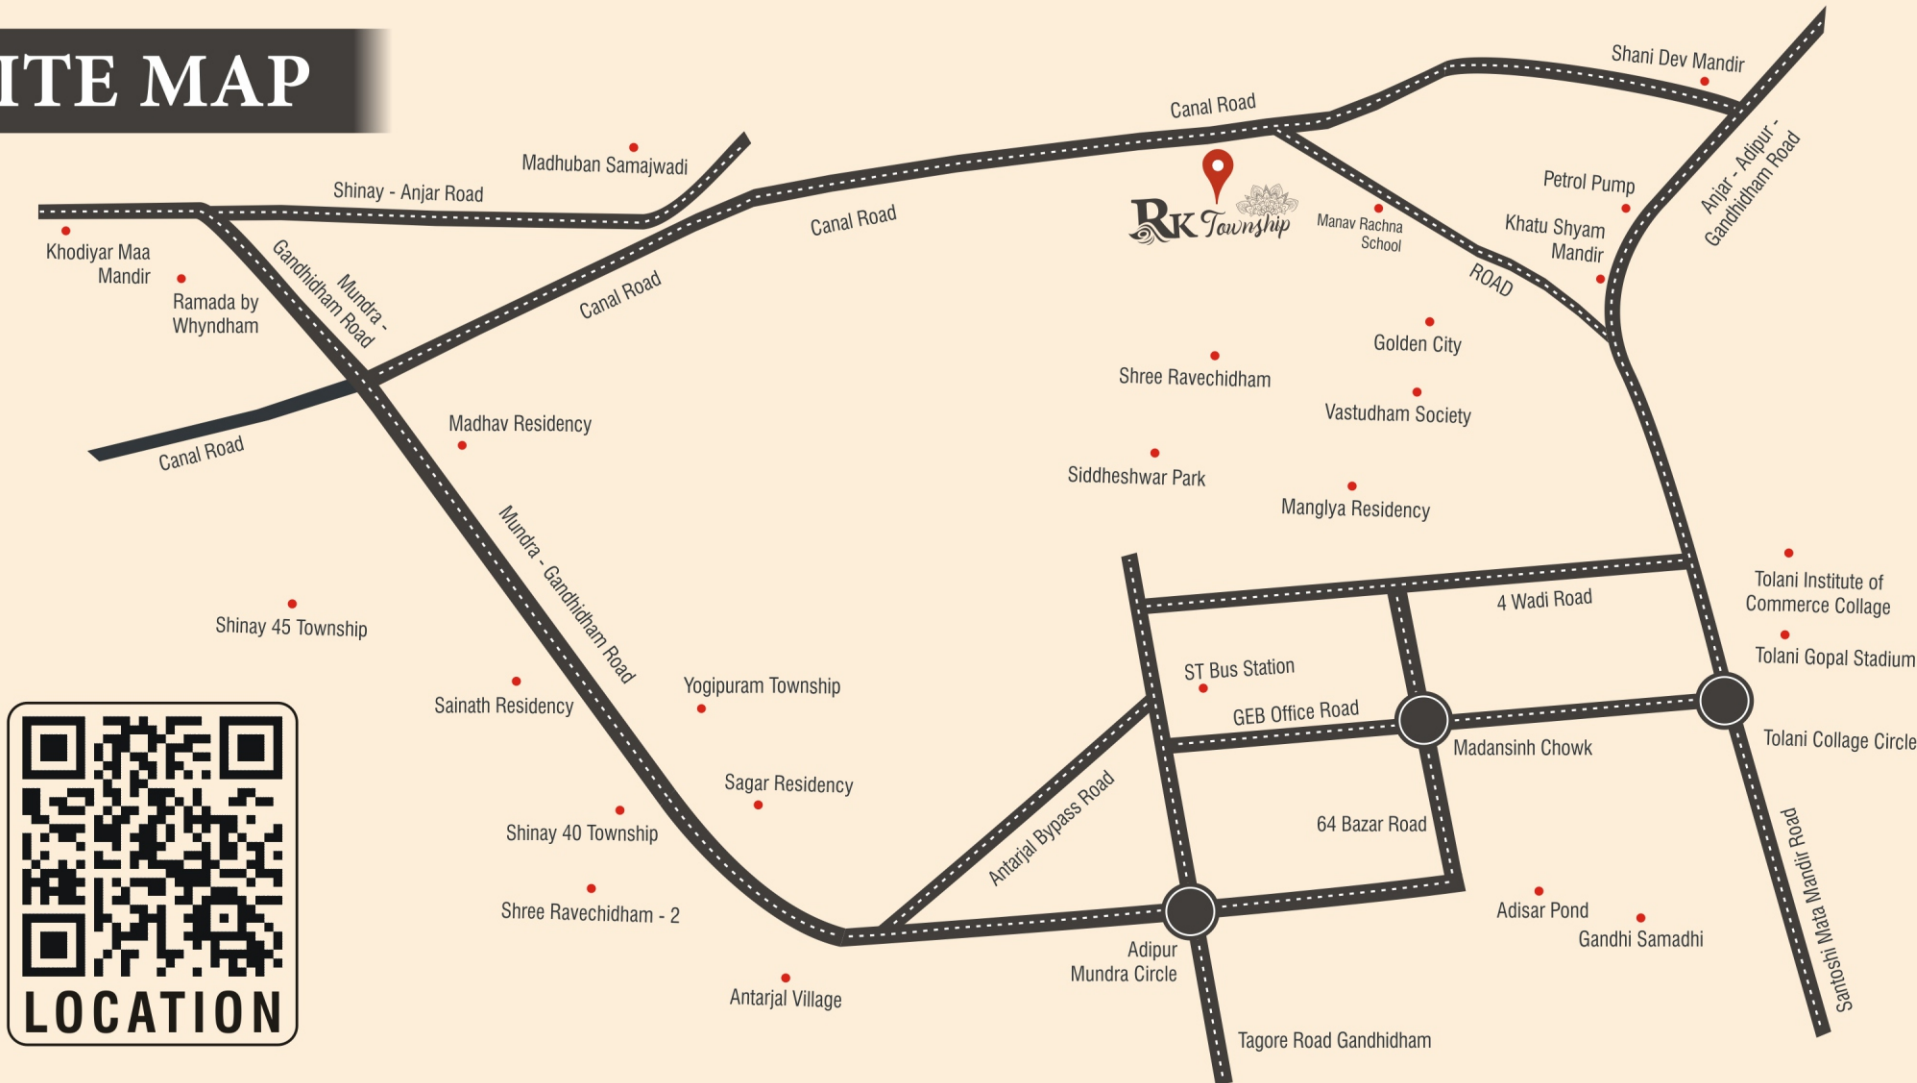 ITE MAP
Shani Dev Mandir
Canal Road
Madhuban Samajwadi
Shinay - Anjar Road
Anjar - Adipur -
Gandhidham Road
Petrol Pump
Khatu Shyam
Mandir
Canal Road
RK Township
Manav Rachna
School
ROAD
Khodiyar Maa
Mandir
Ramada by
Whyndham
Mundra -
Gandhidham Road
Canal Road
Golden City
Shree Ravechidham
Vastudham Society
Canal Road
Madhav Residency
Siddheshwar Park
Manglya Residency
Mundra - Gandhidham Road
Tolani Institute of
Commerce Collage
4 Wadi Road
Shinay 45 Township
Tolani Gopal Stadium
ST Bus Station
Sainath Residency
Yogipuram Township
GEB Office Road
Madansinh Chowk
Tolani Collage Circle
Sagar Residency
Antarjal Bypass Road
Shinay 40 Township
64 Bazar Road
Santoshi Mata Mandir Road
Shree Ravechidham - 2
Adisar Pond
Gandhi Samadhi
Adipur
Mundra Circle
Antarjal Village
LOCATION
Tagore Road Gandhidham